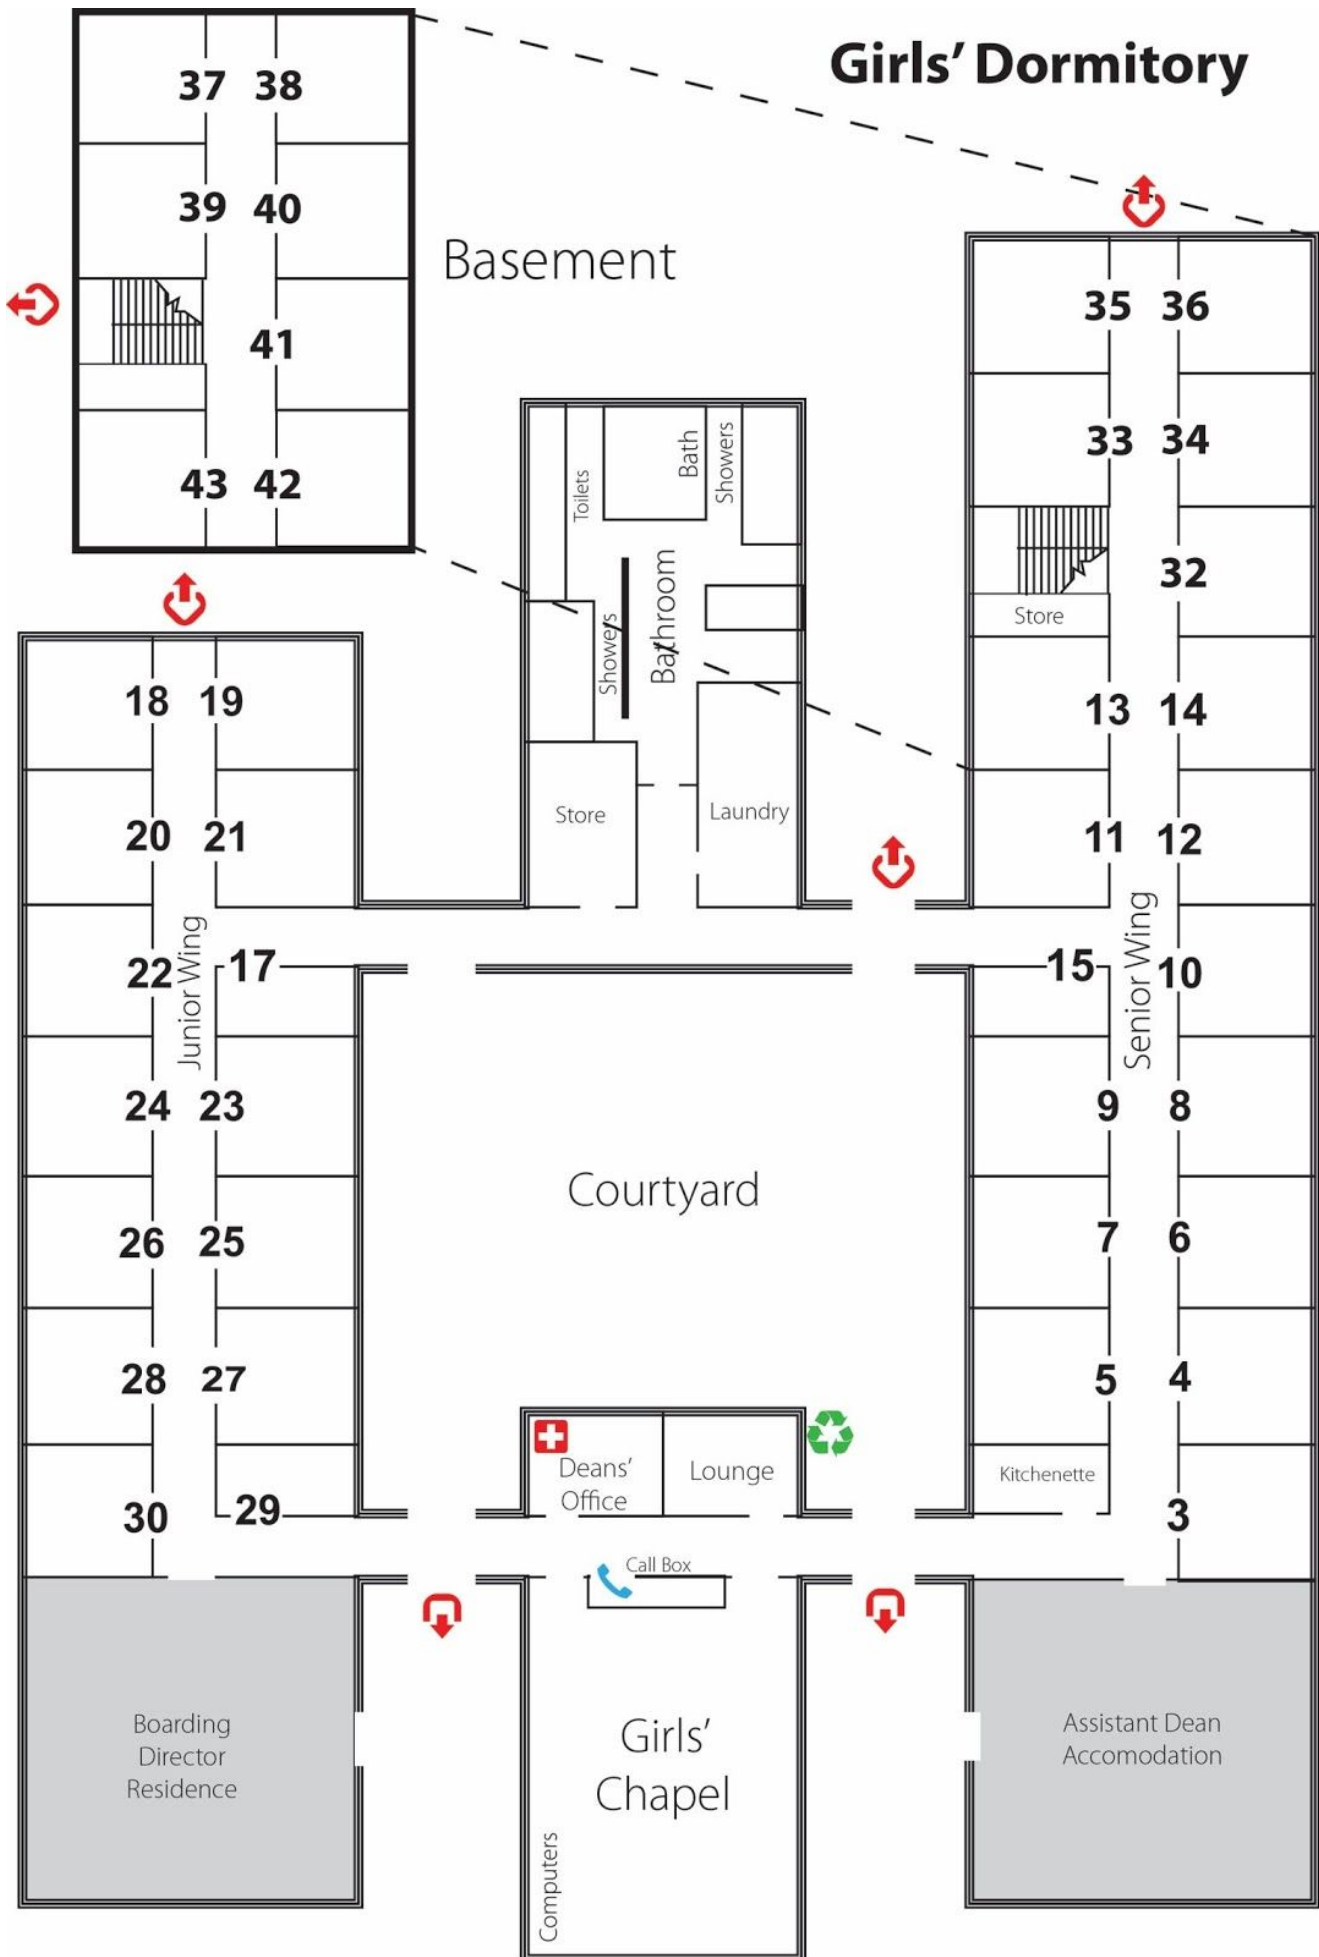 Girls' Dormitory
37 38
39 40
Basement
41
43 42
35 36
33 34
32
Store
13 14
11 12
Senior Wing
15 10
9 8
7 6
5 4
Kitchenette
3
Toilets
Bath
Showers
Showers
Bathroom
Store
Laundry
18 19
20 21
Junior Wing
22 17
24 23
26 25
28 27
30 29
Courtyard
Deans'
Office
Lounge
Call Box
Girls'
Chapel
Computers
Boarding
Director
Residence
Assistant Dean
Accomodation